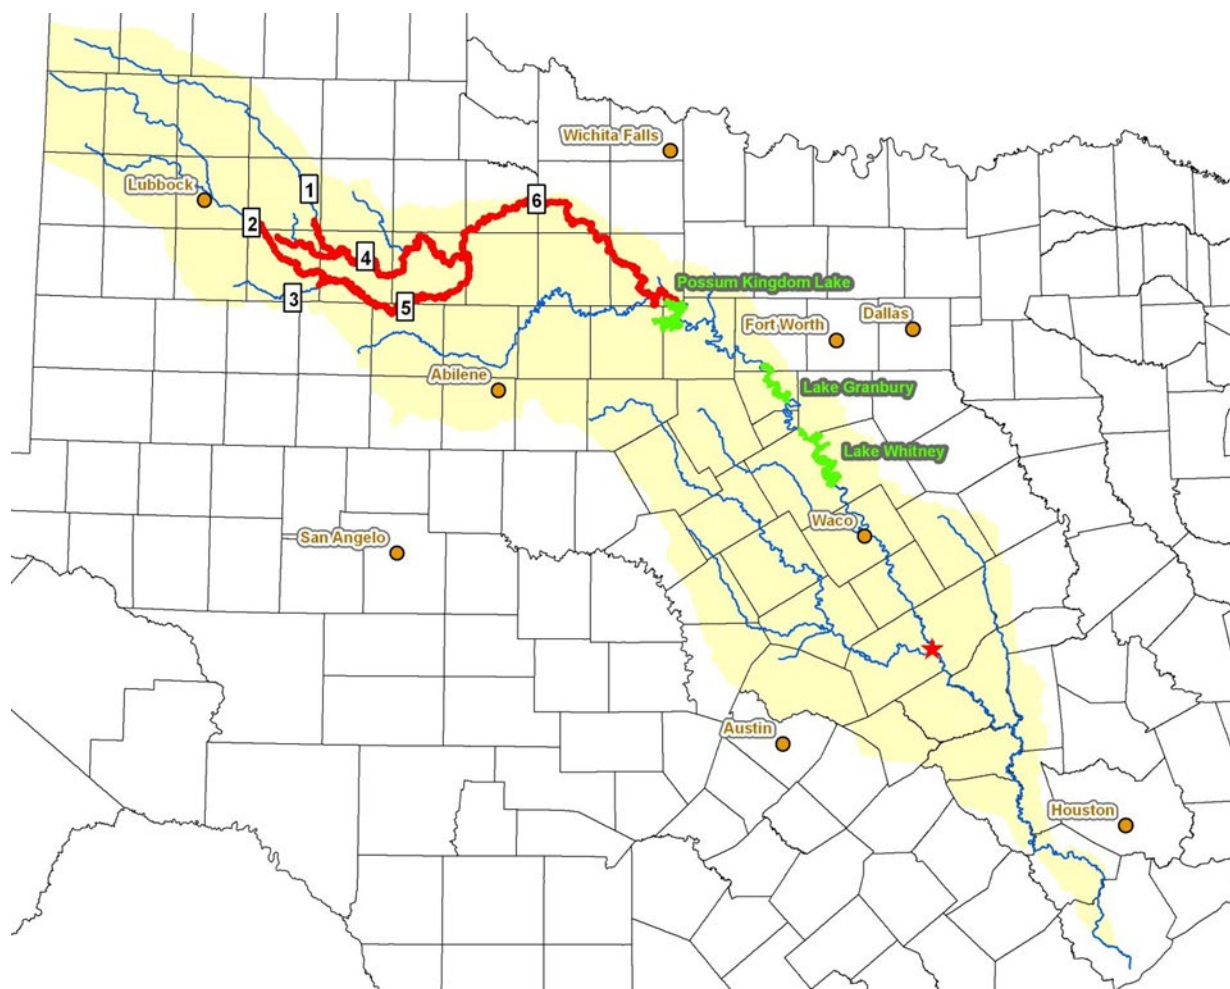 Wichita Falls
Lubbock
1
2
6
4
3
5
Possum Kingdom Lake
Fort Worth
Dallas
Abilene
Lake Granbury
Lake Whitney
Waco
San Angelo
Austin
Houston